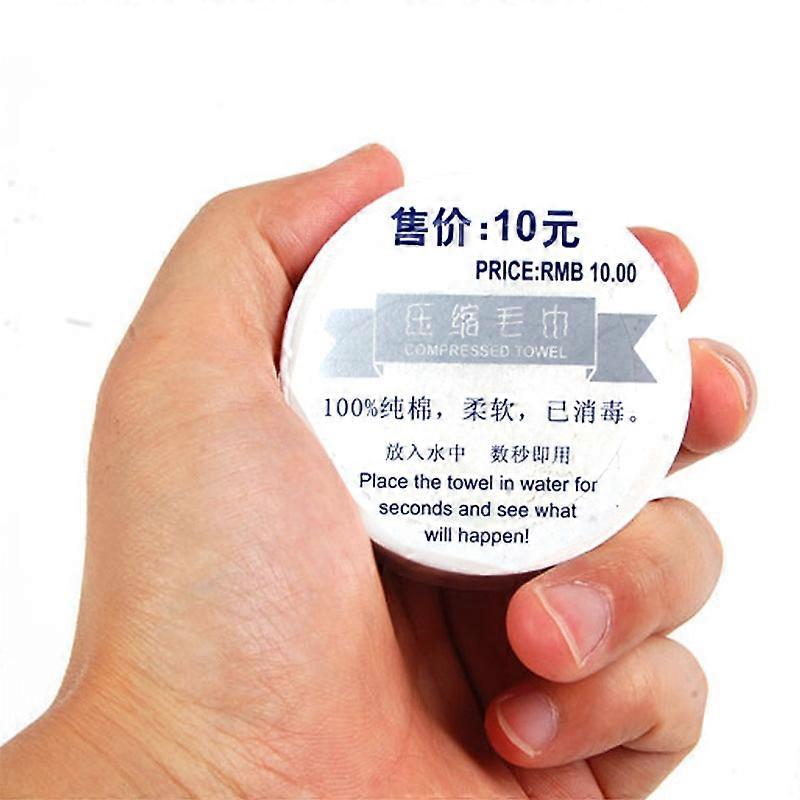 售价:10元
PRICE:RMB 10.00
压缩毛巾
COMPRESSED TOWEL
100%纯棉，柔软，已消毒。
放入水中 数秒即用
Place the towel in water for
seconds and see what
will happen!